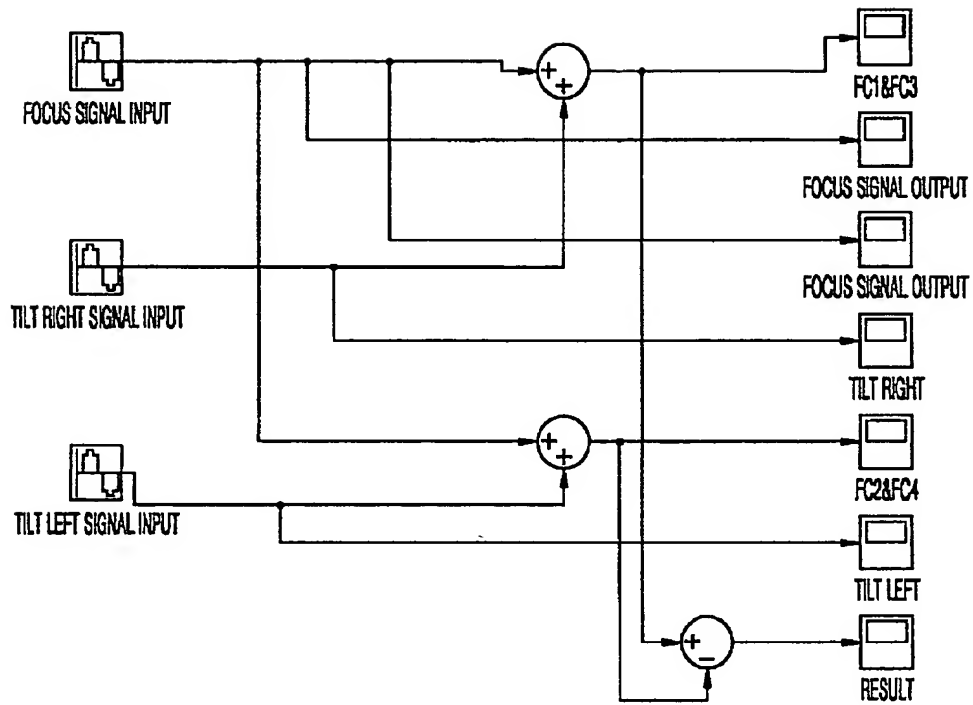 FOCUS SIGNAL INPUT
FC1&FC3
FOCUS SIGNAL OUTPUT
FOCUS SIGNAL OUTPUT
TILT RIGHT SIGNAL INPUT
TILT RIGHT
FC2&FC4
TILT LEFT SIGNAL INPUT
TILT LEFT
RESULT